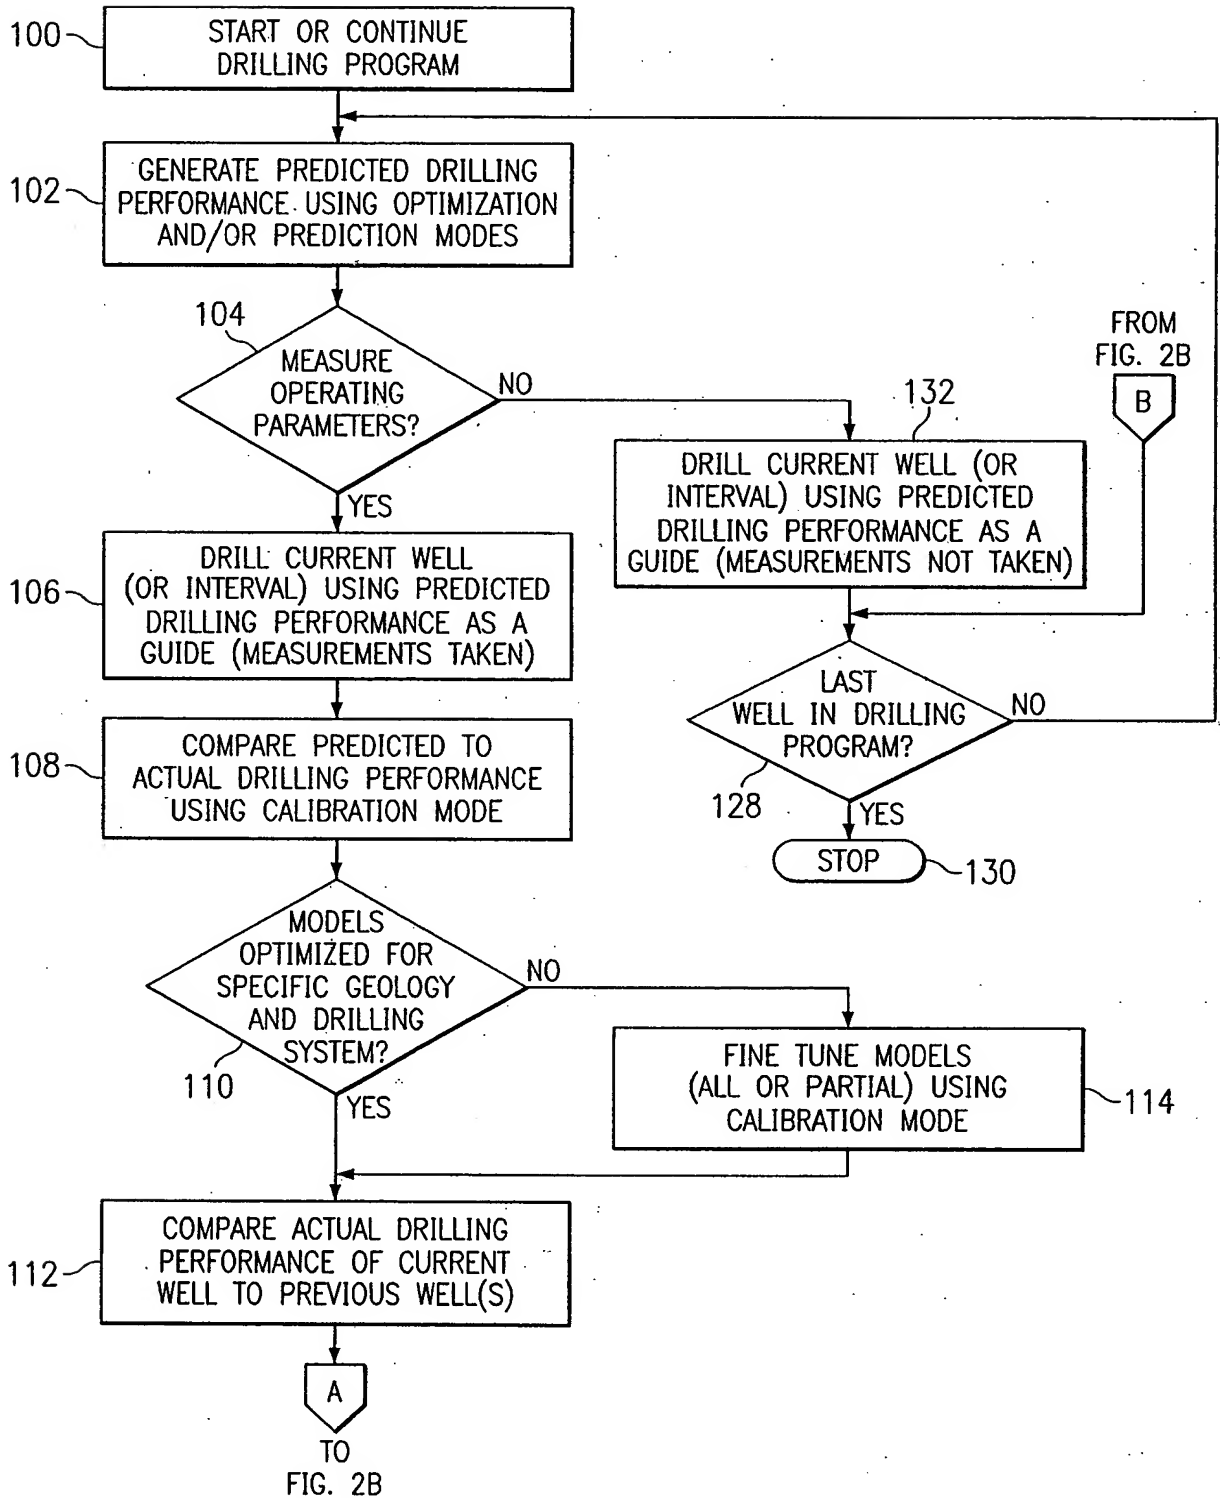 100
START OR CONTINUE
DRILLING PROGRAM
102
GENERATE PREDICTED DRILLING
PERFORMANCE USING OPTIMIZATION
AND/OR PREDICTION MODES
104
MEASURE
OPERATING
PARAMETERS?
NO
YES
FROM
FIG. 2B
B
132
DRILL CURRENT WELL (OR
INTERVAL) USING PREDICTED
DRILLING PERFORMANCE AS A
GUIDE (MEASUREMENTS NOT TAKEN)
106
DRILL CURRENT WELL
(OR INTERVAL) USING PREDICTED
DRILLING PERFORMANCE AS A
GUIDE (MEASUREMENTS TAKEN)
LAST
WELL IN DRILLING
PROGRAM?
NO
128
YES
STOP
130
108
COMPARE PREDICTED TO
ACTUAL DRILLING PERFORMANCE
USING CALIBRATION MODE
MODELS
OPTIMIZED FOR
SPECIFIC GEOLOGY
AND DRILLING
SYSTEM?
NO
110
YES
FINE TUNE MODELS
(ALL OR PARTIAL) USING
CALIBRATION MODE
114
112
COMPARE ACTUAL DRILLING
PERFORMANCE OF CURRENT
WELL TO PREVIOUS WELL(S)
A
TO
FIG. 2B